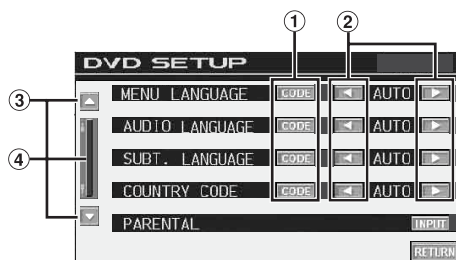 1 2
DVD SETUP
3 MENU LANGUAGE CODE AUTO
AUDIO LANGUAGE CODE AUTO
4 SUBT. LANGUAGE CODE AUTO
COUNTRY CODE CODE AUTO
PARENTAL INPUT
RETURN